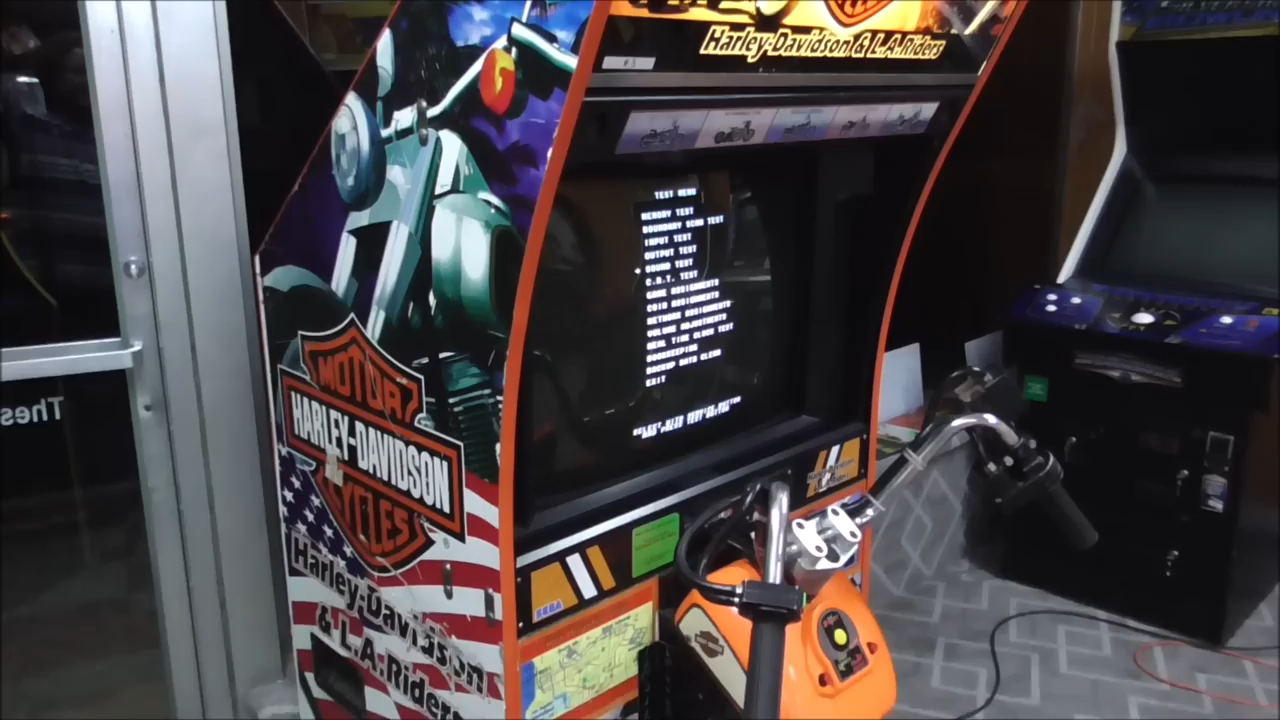 Harley-Davidson & L.A.Riders
TEST MENU
MEMORY TEST
BOUNDARY SCAN TEST
INPUT TEST
OUTPUT TEST
SOUND TEST
C.R.T. TEST
GAME ASSIGNMENTS
COIN ASSIGNMENTS
NETWORK ASSIGNMENTS
VOLUME ADJUSTMENTS
REAL TIME CLOCK TEST
BOOKKEEPING
BACKUP DATA CLEAR
EXIT
MOTOR
HARLEY-DAVIDSON
CYCLES
Harley-Davidson
& L.A.Riders
SEGA
Thes